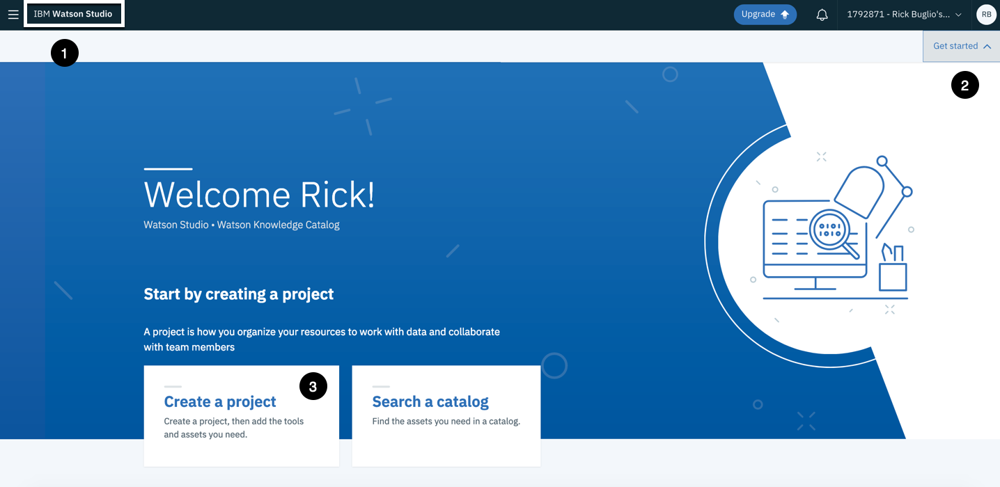 IBM Watson Studio
Upgrade
1792871 - Rick Buglio's...
RB
1
Get started
2
Welcome Rick!
Watson Studio • Watson Knowledge Catalog
Start by creating a project
A project is how you organize your resources to work with data and collaborate
with team members
3
Create a project
Create a project, then add the tools
and assets you need.
Search a catalog
Find the assets you need in a catalog.